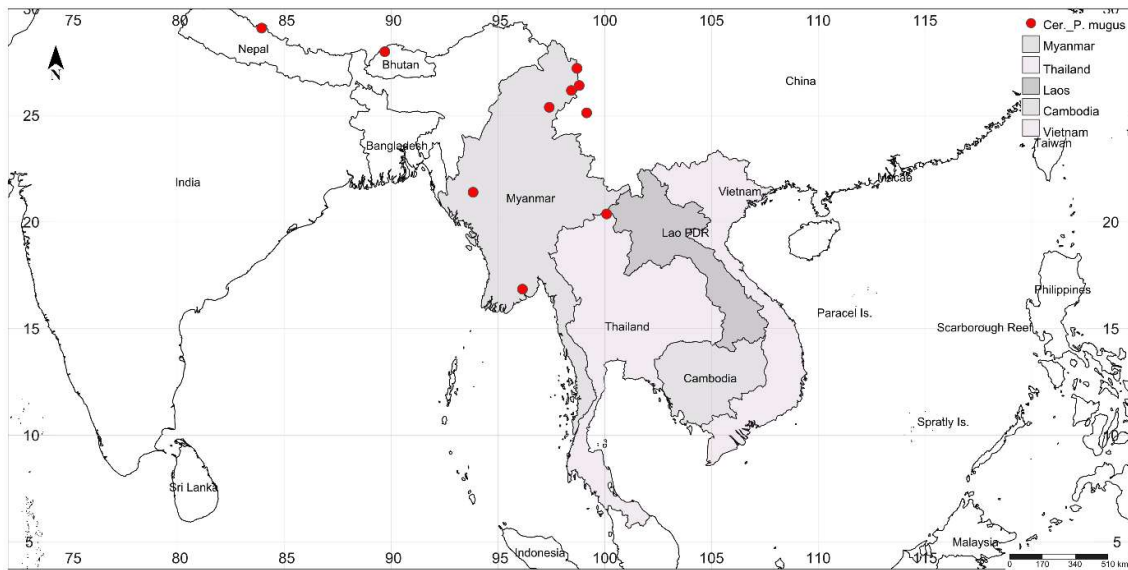 30 75 80 85 90 95 100 105 110 115 30
Cer._P. mugus
Nepal
N
Bhutan
Myanmar
Thailand
China
Laos
25
Cambodia
Vietnam
Bangladesh
Taiwan
India
Macao
Myanmar
Vietnam
20 20
Lao PDR
Philippines
Paracel Is.
Thailand
Scarborough Reef
15 15
Cambodia
Spratly Is.
10 10
Sri Lanka
5 5
Malaysia
Indonesia
75 80 85 90 95 100 105 110 115
0 170 340 510 km